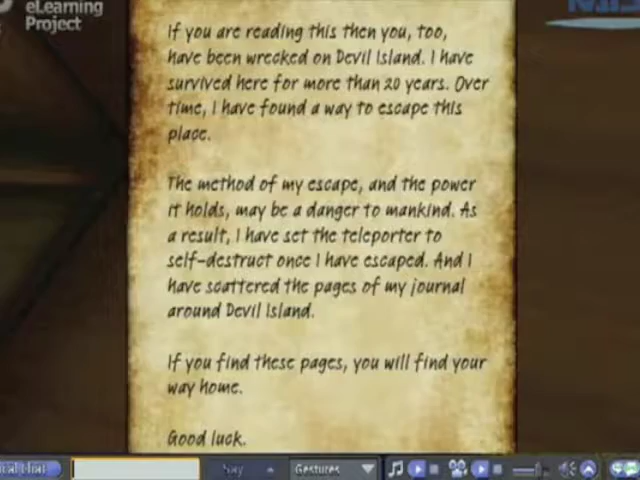 eLearning
Project
If you are reading this then you, too,
have been wrecked on Devil Island. I have
survived here for more than 20 years. Over
time, I have found a way to escape this
place.
The method of my escape, and the power
it holds, may be a danger to mankind. As
a result, I have set the teleporter to
self-destruct once I have escaped. And I
have scattered the pages of my journal
around Devil Island.
If you find these pages, you will find your
way home.
Good luck.
Chat
Say
Gestures